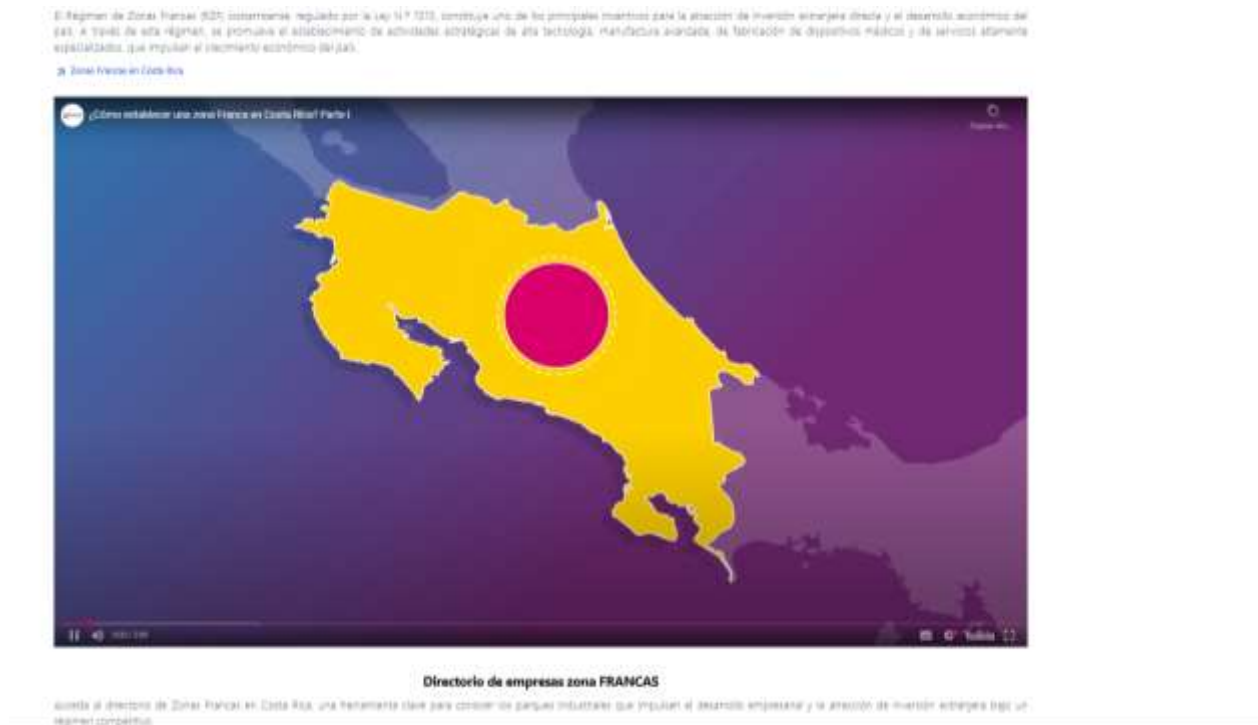 El Régimen de Zonas Francas (RZF) costarricense, regulado por la Ley N.º 7210, constituye uno de los principales incentivos para la atracción de inversión extranjera directa y el desarrollo económico del
país. A través de este régimen, se promueve el establecimiento de actividades estratégicas de alta tecnología, manufactura avanzada, de fabricación de dispositivos médicos y de servicios altamente
especializados, que impulsan el crecimiento económico del país.
Zonas Francas en Costa Rica
¿Cómo establecer una zona Franca en Costa Rica? Parte I
YouTube
Directorio de empresas zona FRANCAS
acceda al directorio de Zonas Francas en Costa Rica, una herramienta clave para conocer los parques industriales que impulsan el desarrollo empresarial y la atracción de inversión extranjera bajo un
régimen competitivo.